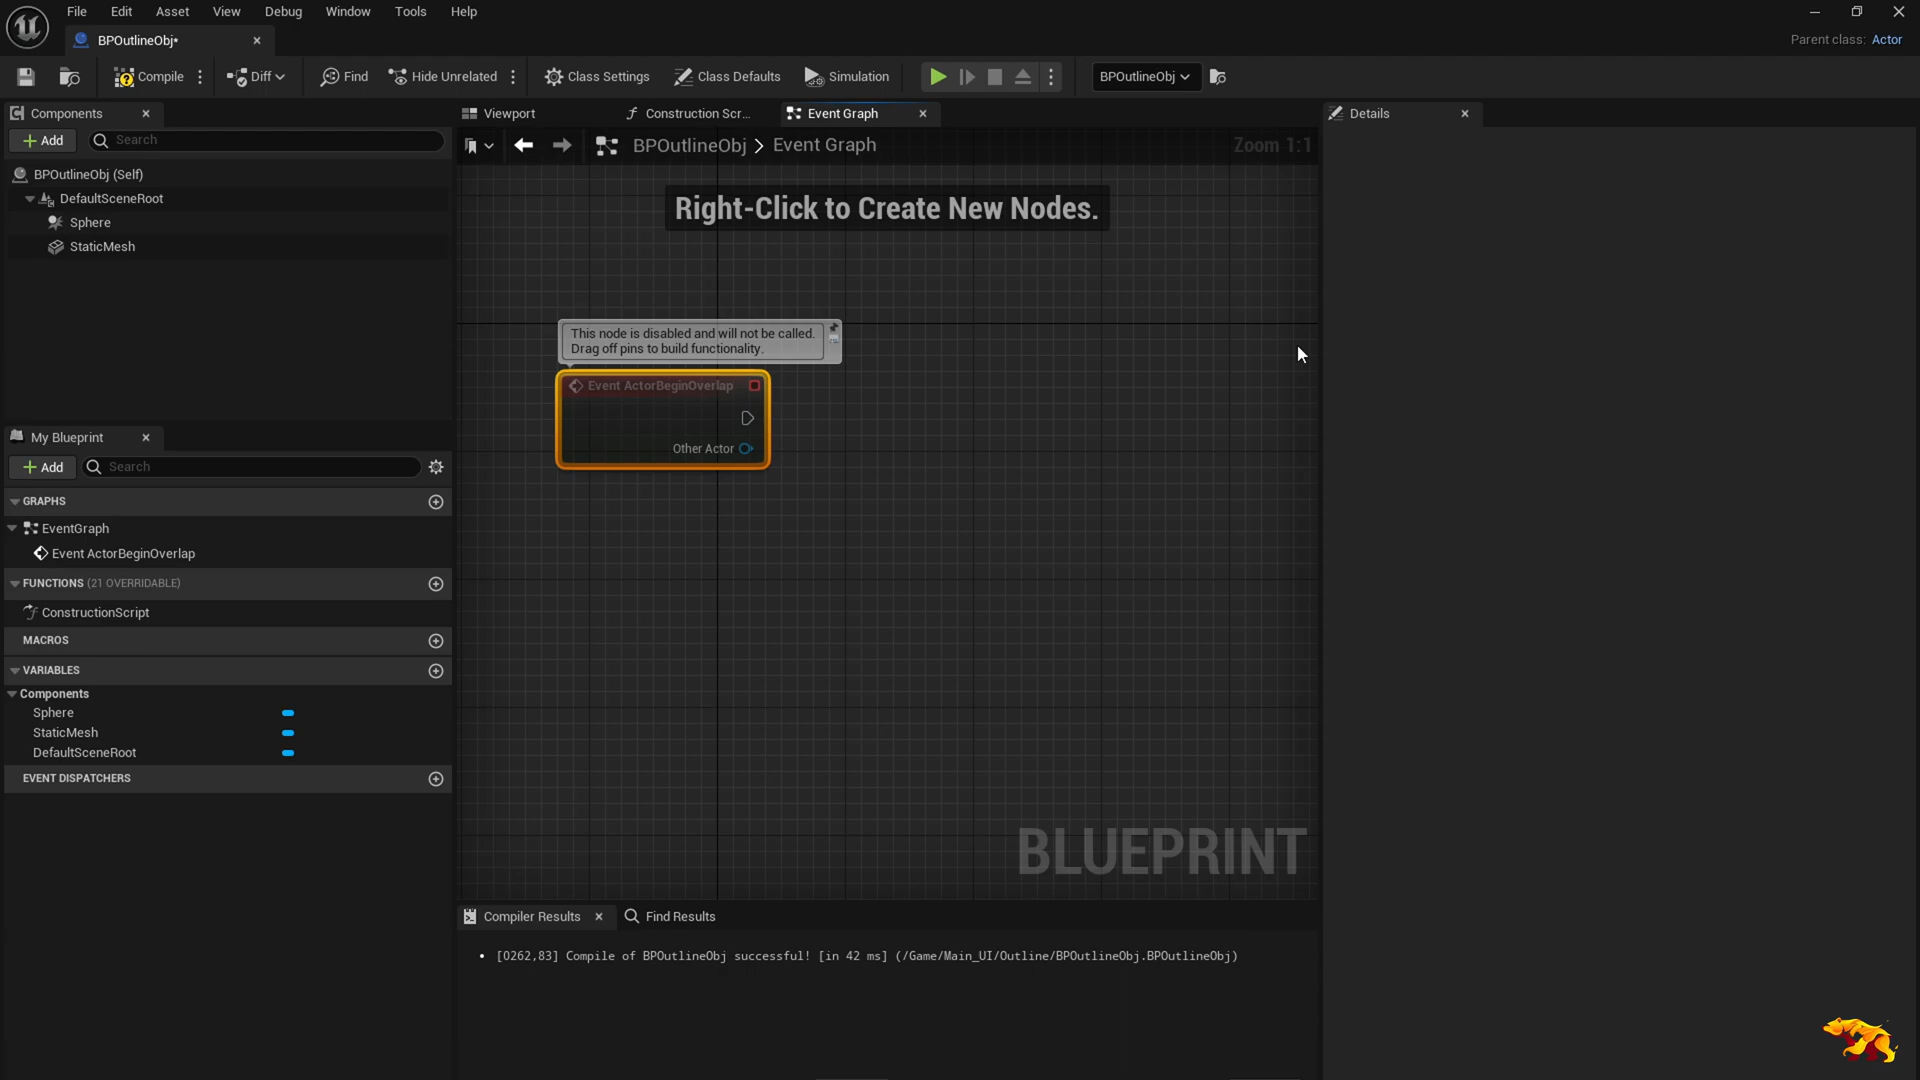 File Edit Asset View Debug Window Tools Help
BPOutlineObj*
Parent class: Actor
Compile Diff Find Hide Unrelated Class Settings Class Defaults Simulation BPOutlineObj
Components
Add Search
BPOutlineObj (Self)
DefaultSceneRoot
Sphere
StaticMesh
My Blueprint
Add Search
GRAPHS
EventGraph
Event ActorBeginOverlap
FUNCTIONS (21 OVERRIDABLE)
ConstructionScript
MACROS
VARIABLES
Components
Sphere
StaticMesh
DefaultSceneRoot
EVENT DISPATCHERS
Viewport Construction Scr... Event Graph
BPOutlineObj > Event Graph Zoom 1:1
Right-Click to Create New Nodes.
This node is disabled and will not be called.
Drag off pins to build functionality.
Event ActorBeginOverlap
Other Actor
BLUEPRINT
Compiler Results Find Results
[0262,83] Compile of BPOutlineObj successful! [in 42 ms] (/Game/Main_UI/Outline/BPOutlineObj.BPOutlineObj)
Details